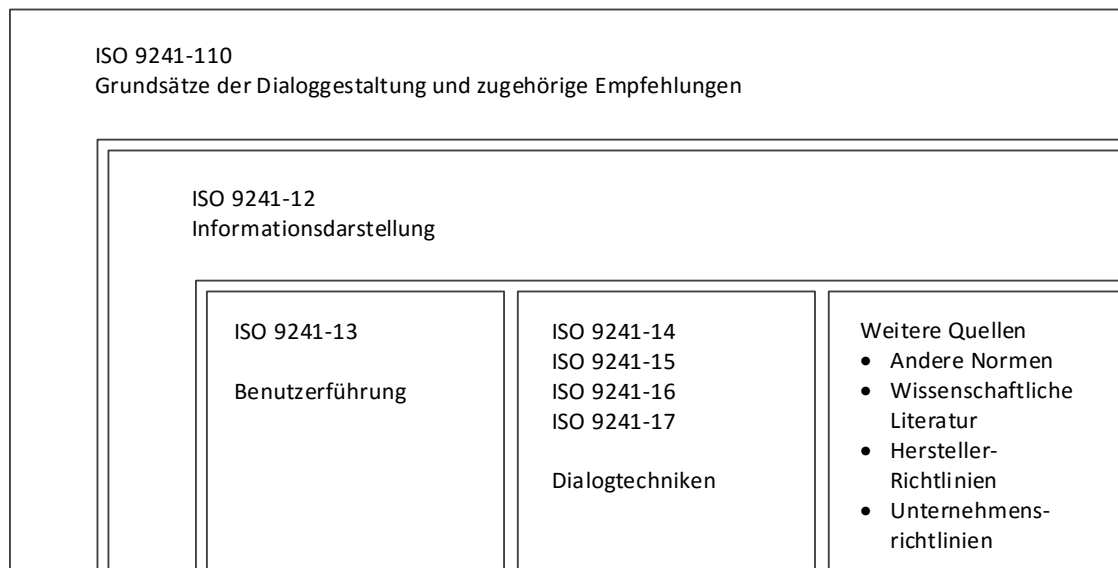 ISO 9241-110
Grundsätze der Dialoggestaltung und zugehörige Empfehlungen
ISO 9241-12
Informationsdarstellung
ISO 9241-13
Benutzerführung
ISO 9241-14
ISO 9241-15
ISO 9241-16
ISO 9241-17
Dialogtechniken
Weitere Quellen
• Andere Normen
• Wissenschaftliche
Literatur
• Hersteller-
Richtlinien
• Unternehmens-
richtlinien